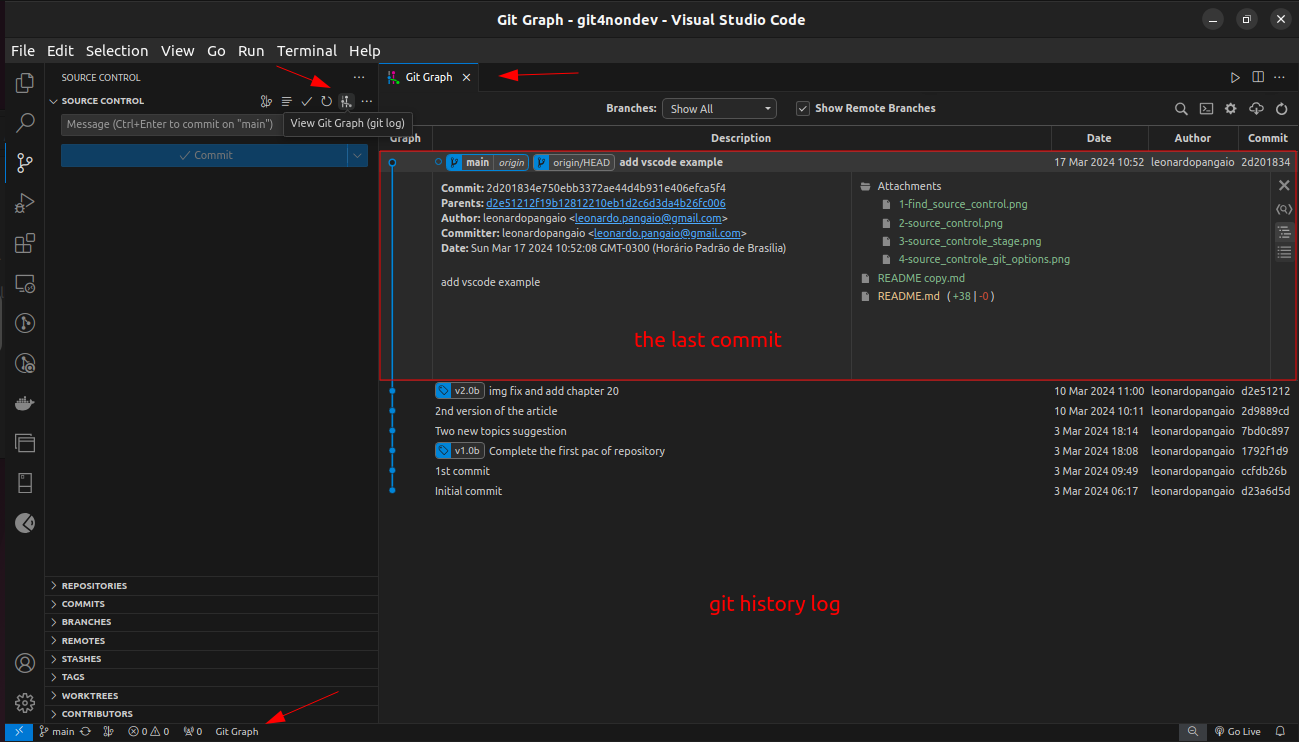 Git Graph - git4nondev - Visual Studio Code
File Edit Selection View Go Run Terminal Help
SOURCE CONTROL
SOURCE CONTROL
Message (Ctrl+Enter to commit on "main")
View Git Graph (git log)
Commit
Git Graph
Branches: Show All Show Remote Branches
Graph Description Date Author Commit
main origin origin/HEAD add vscode example 17 Mar 2024 10:52 leonardopangaio 2d201834
Commit: 2d201834e750ebb3372ae44d4b931e406efca5f4
Parents: d2e51212f19b12812210eb1d2c6d3da4b26fc006
Author: leonardopangaio <leonardo.pangaio@gmail.com>
Committer: leonardopangaio <leonardo.pangaio@gmail.com>
Date: Sun Mar 17 2024 10:52:08 GMT-0300 (Horário Padrão de Brasília)
add vscode example
Attachments
1-find_source_control.png
2-source_control.png
3-source_controle_stage.png
4-source_controle_git_options.png
README copy.md
README.md (+38|-0)
the last commit
v2.0b img fix and add chapter 20 10 Mar 2024 11:00 leonardopangaio d2e51212
2nd version of the article 10 Mar 2024 10:11 leonardopangaio 2d9889cd
Two new topics suggestion 3 Mar 2024 18:14 leonardopangaio 7bd0c897
v1.0b Complete the first pac of repository 3 Mar 2024 18:08 leonardopangaio 1792f1d9
1st commit 3 Mar 2024 09:49 leonardopangaio ccfdb26b
Initial commit 3 Mar 2024 06:17 leonardopangaio d23a6d5d
git history log
REPOSITORIES
COMMITS
BRANCHES
REMOTES
STASHES
TAGS
WORKTREES
CONTRIBUTORS
main 0 0 0 Git Graph Go Live